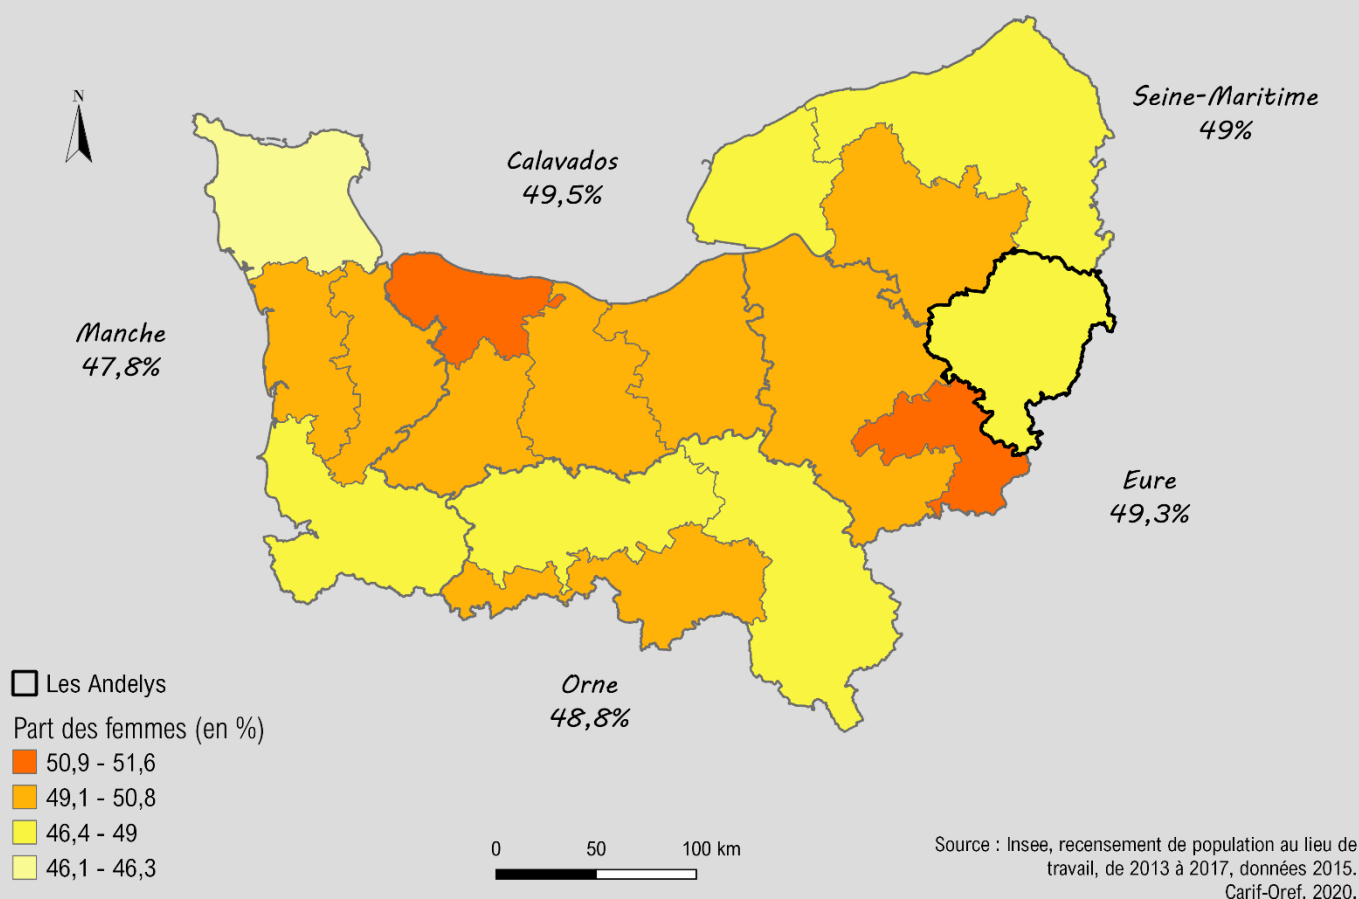 N
Seine-Maritime
49%
Calavados
49,5%
Manche
47,8%
Eure
49,3%
Orne
48,8%
Les Andelys
Part des femmes (en %)
50,9 - 51,6
49,1 - 50,8
46,4 - 49
46,1 - 46,3
0 50 100 km
Source : Insee, recensement de population au lieu de
travail, de 2013 à 2017, données 2015.
Carif-Oref, 2020.